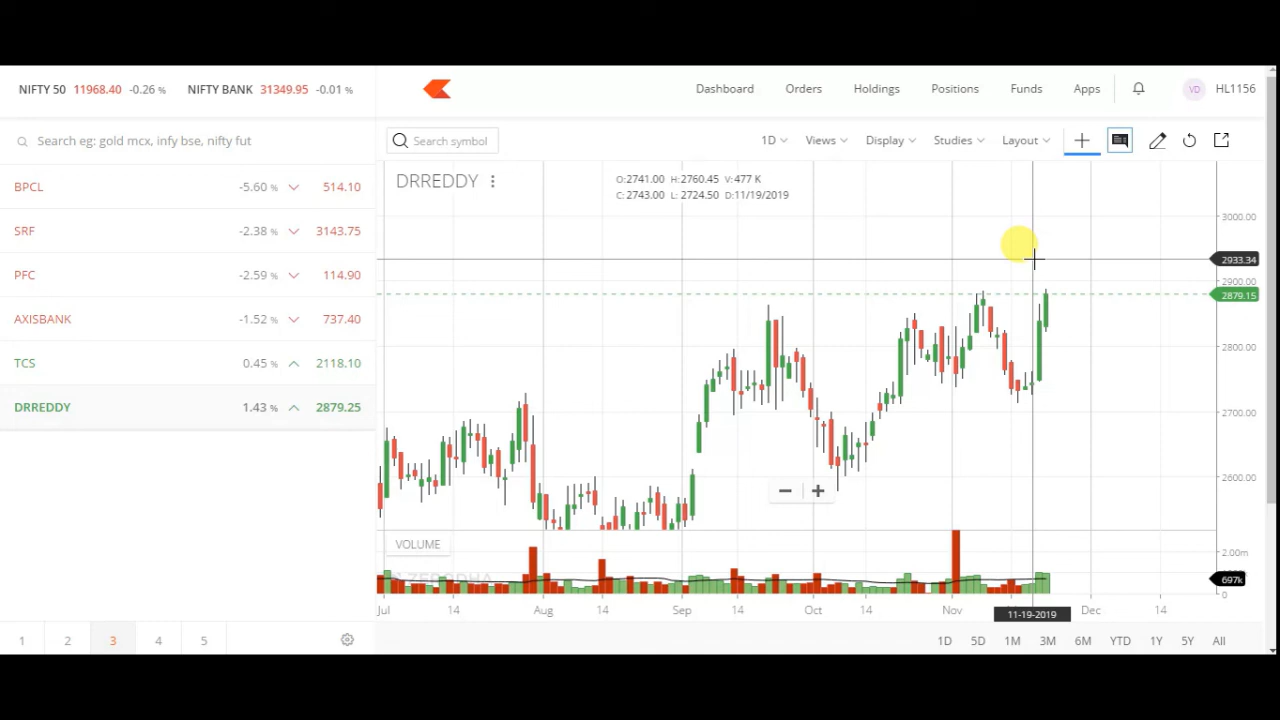 NIFTY 50 11968.40 -0.26 % NIFTY BANK 31349.95 -0.01 %
Dashboard Orders Holdings Positions Funds Apps VD HL1156
Search eg: gold mcx, infy bse, nifty fut
Search symbol 1D Views Display Studies Layout
BPCL -5.60 % 514.10
SRF -2.38 % 3143.75
PFC -2.59 % 114.90
AXISBANK -1.52 % 737.40
TCS 0.45 % 2118.10
DRREDDY 1.43 % 2879.25
1 2 3 4 5
DRREDDY
O:2741.00 H:2760.45 V:477 K
C:2743.00 L:2724.50 D:11/19/2019
3000.00
2933.34
2900.00
2879.15
2800.00
2700.00
2600.00
VOLUME
ZERODHA
2.00m
697k
0
Jul 14 Aug 14 Sep 14 Oct 14 Nov Dec 14
11-19-2019
1D 5D 1M 3M 6M YTD 1Y 5Y All